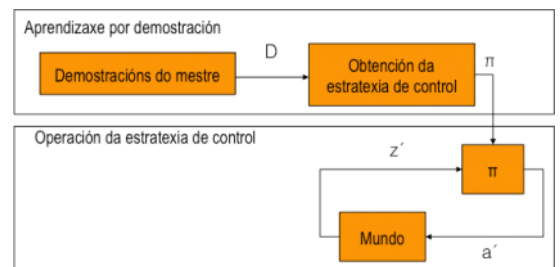 Aprendizaxe por demostración
Demostracións do mestre
D
Obtención da
estratexia de control
π
Operación da estratexia de control
z´
π
Mundo
a´